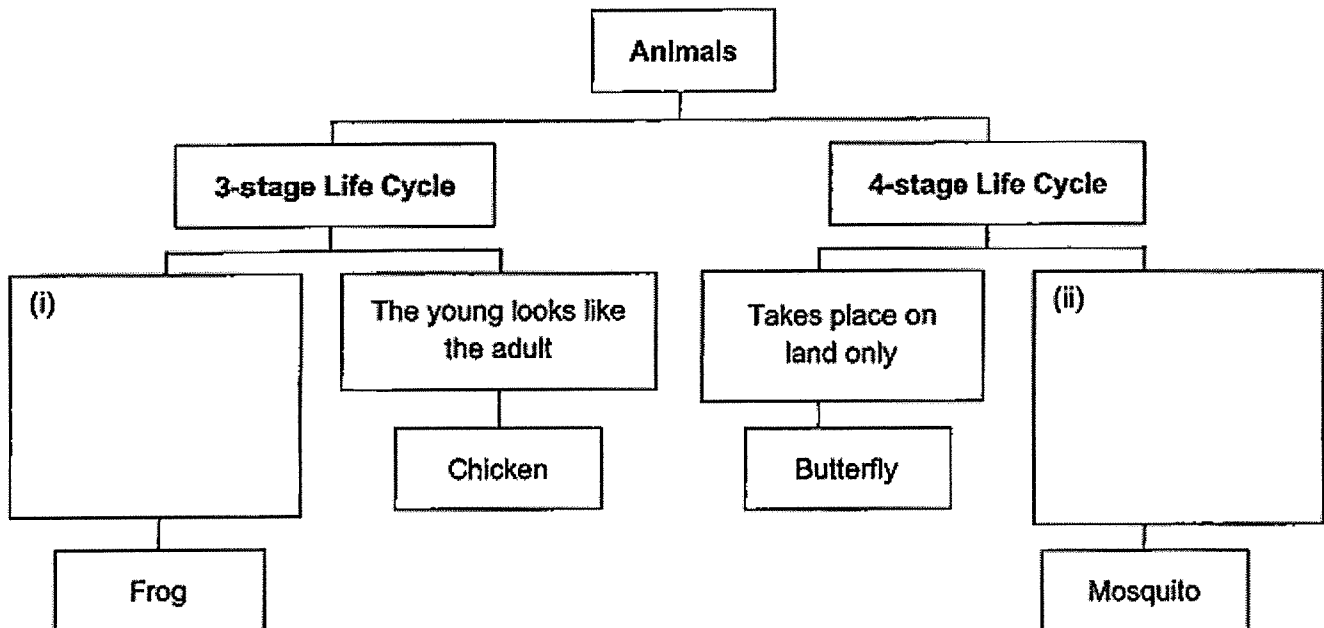 Animals
3-stage Life Cycle
4-stage Life Cycle
(i)
The young looks like
the adult
Takes place on
land only
(ii)
Chicken
Butterfly
Frog
Mosquito